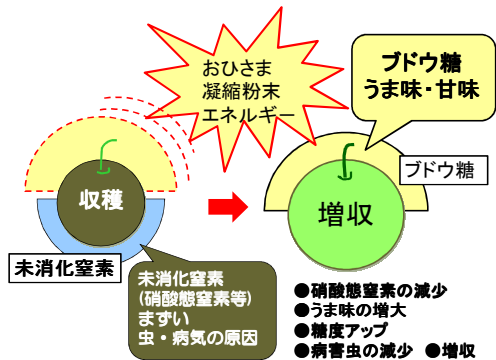 おひさま
凝縮粉末
エネルギー
ブドウ糖
うま味・甘味
ブドウ糖
収穫
増収
未消化窒素
未消化窒素
(硝酸態窒素等)
まずい
虫・病気の原因
●硝酸態窒素の減少
●うま味の増大
●糖度アップ
●病害虫の減少 ●増収